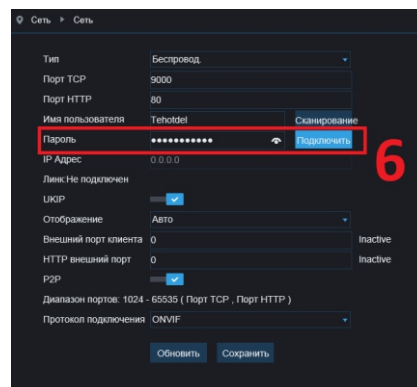 Сеть ▸ Сеть
Тип Беспровод.
Порт TCP 9000
Порт HTTP 80
Имя пользователя Tehotdel Сканирование
Пароль ••••••••••• Подключить
6
IP Адрес 0.0.0.0
Линк:Не подключен
UKIP
Отображение Авто
Внешний порт клиента 0 Inactive
HTTP внешний порт 0 Inactive
P2P
Диапазон портов: 1024 - 65535 ( Порт TCP , Порт HTTP )
Протокол подключения ONVIF
Обновить Сохранить